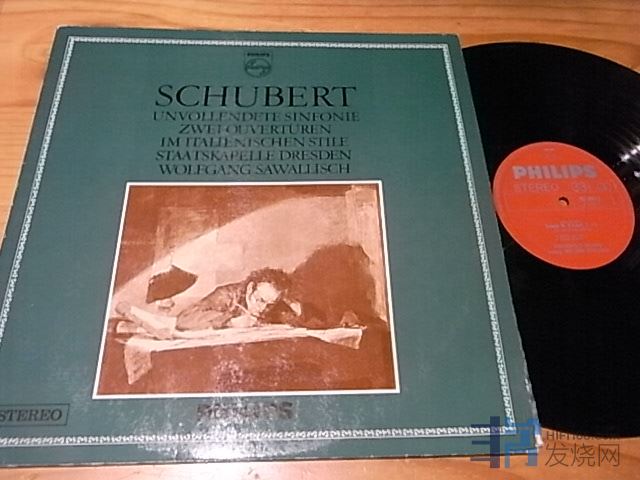 PHILIPS
SCHUBERT
UNVOLLENDETE SINFONIE
ZWEI OUVERTÜREN
IM ITALIENISCHEN STILE
STAATSKAPELLE DRESDEN
WOLFGANG SAWALLISCH
STEREO
PHILIPS
STEREO 33
发烧网